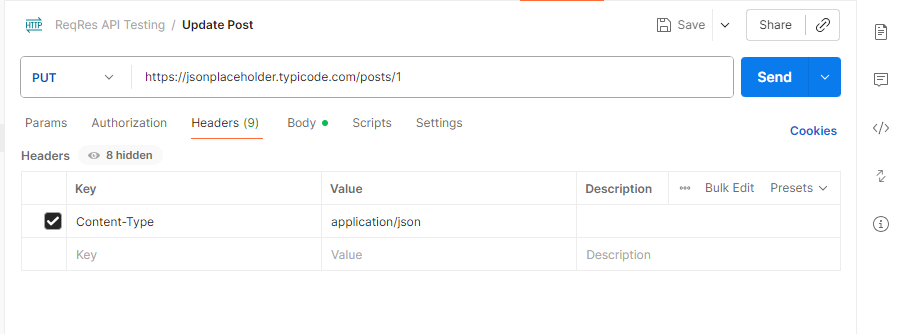 HTTP ReqRes API Testing / Update Post Save Share
PUT https://jsonplaceholder.typicode.com/posts/1 Send
Params Authorization Headers (9) Body Scripts Settings Cookies
Headers 8 hidden
Key Value Description Bulk Edit Presets
Content-Type application/json
Key Value Description